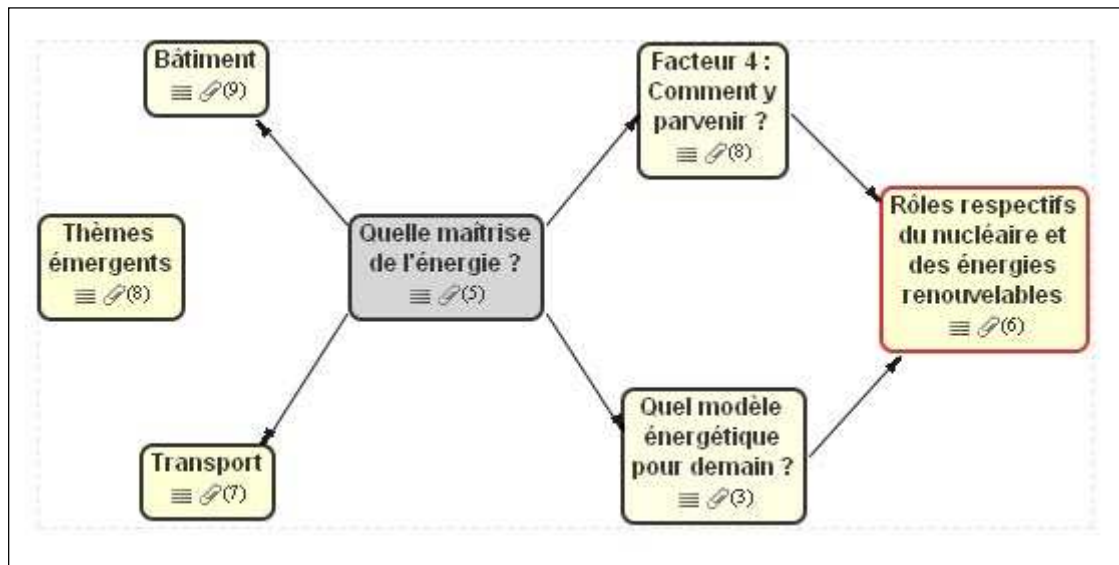 Bâtiment
(9)
Facteur 4 :
Comment y
parvenir ?
(8)
Thèmes
émergents
(8)
Quelle maîtrise
de l'énergie ?
(5)
Rôles respectifs
du nucléaire et
des énergies
renouvelables
(6)
Transport
(7)
Quel modèle
énergétique
pour demain ?
(3)